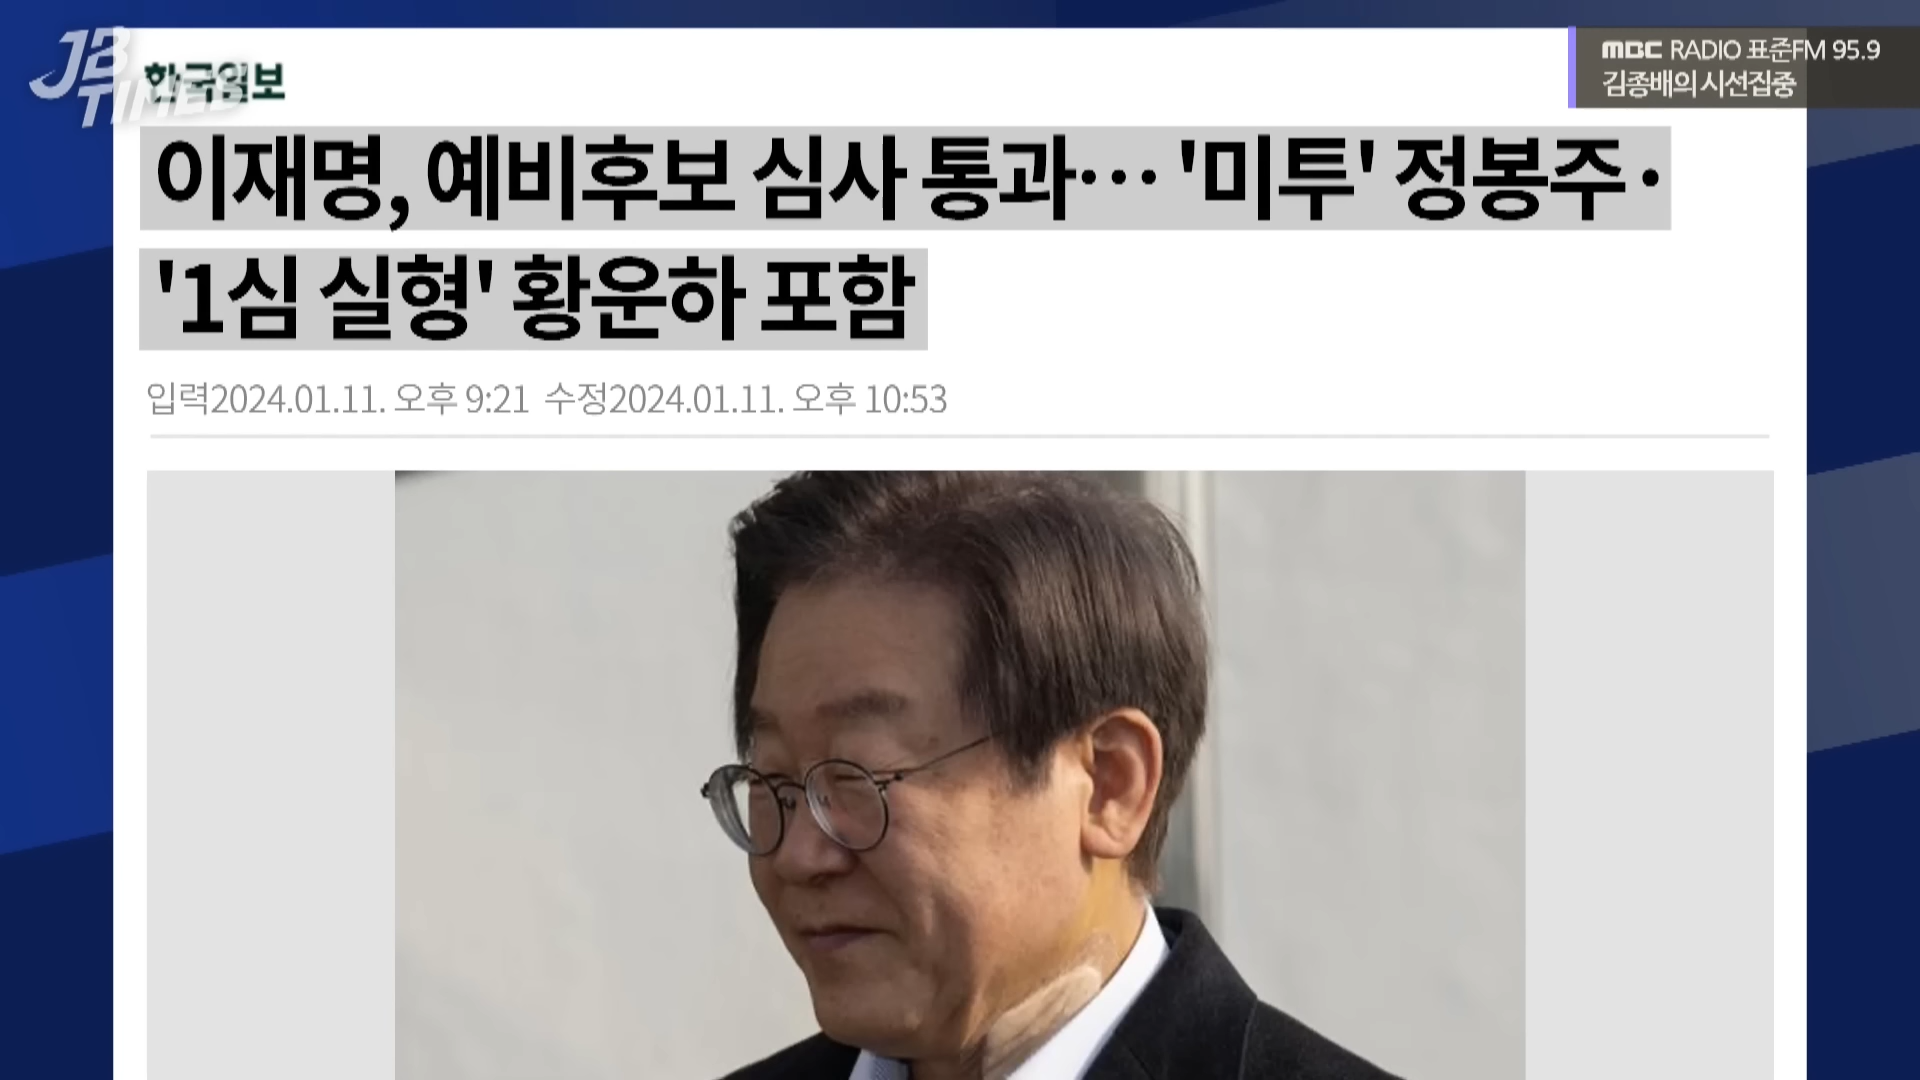 JB
TIMES
한국일보
MBC RADIO 표준FM 95.9
김종배의 시선집중
이재명, 예비후보 심사 통과… '미투' 정봉주·
'1심 실형' 황운하 포함
입력2024.01.11. 오후 9:21 수정2024.01.11. 오후 10:53